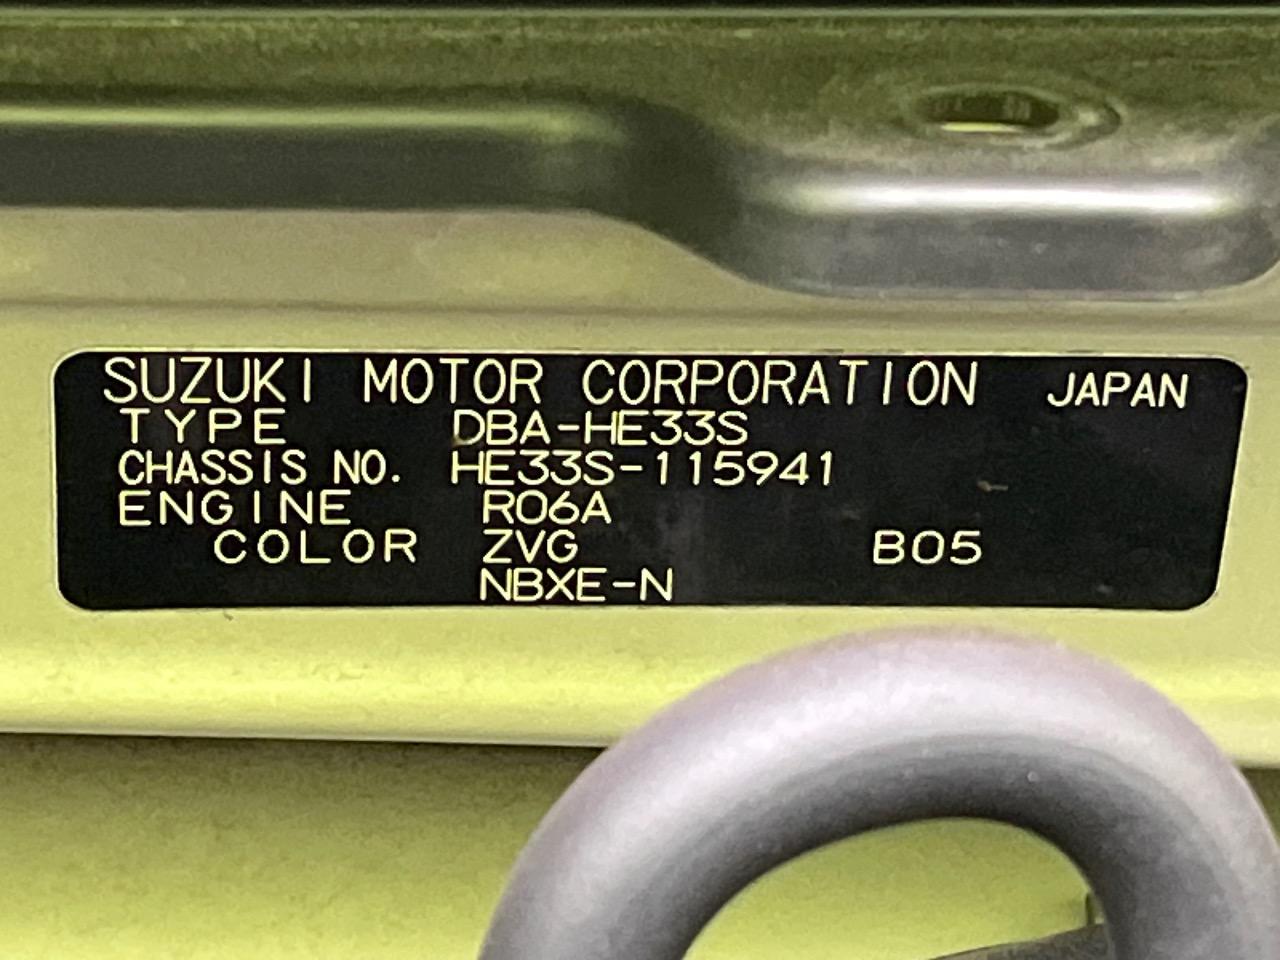 SUZUKI MOTOR CORPORATION JAPAN
TYPE DBA-HE33S
CHASSIS NO. HE33S-115941
ENGINE R06A
COLOR ZVG B05
NBXE-N